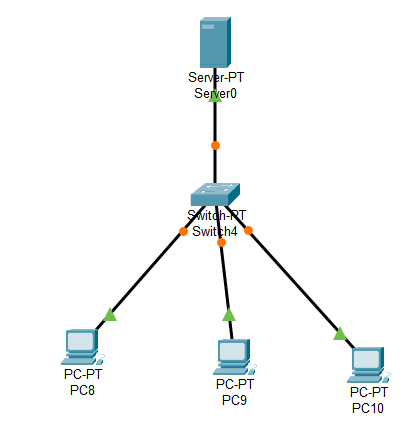 Server-PT
Server0
Switch-PT
Switch4
PC-PT
PC8
PC-PT
PC9
PC-PT
PC10